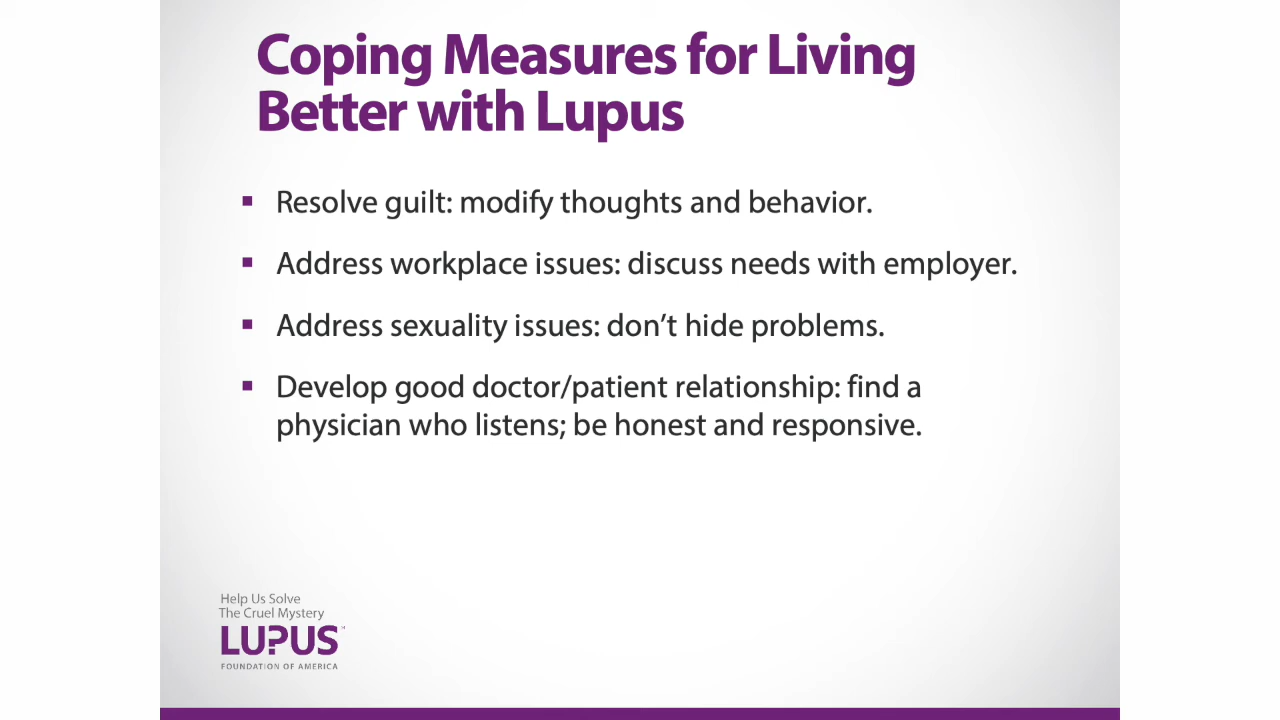 Coping Measures for Living
Better with Lupus
▪ Resolve guilt: modify thoughts and behavior.
▪ Address workplace issues: discuss needs with employer.
▪ Address sexuality issues: don’t hide problems.
▪ Develop good doctor/patient relationship: find a
physician who listens; be honest and responsive.
Help Us Solve
The Cruel Mystery
LUPUS™
FOUNDATION OF AMERICA